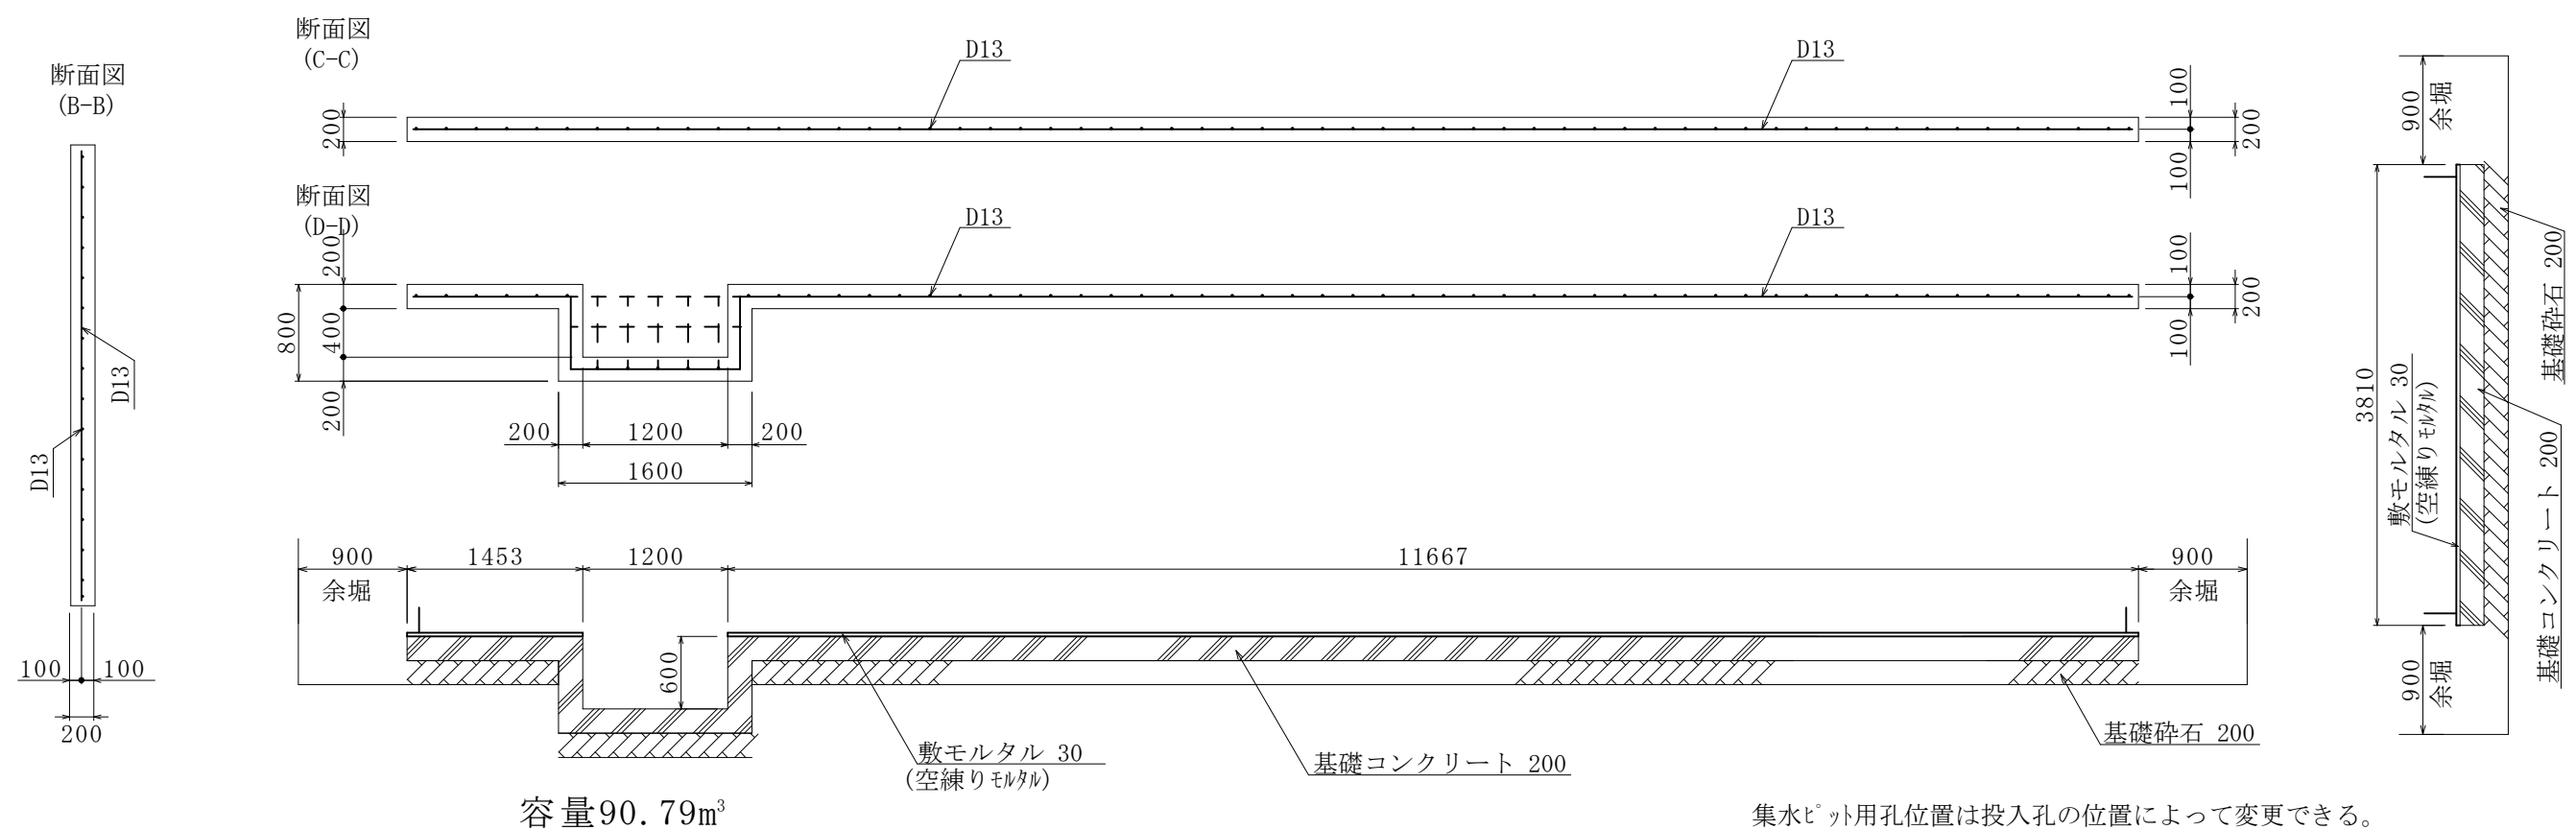 断面図
(B-B)
D13
D13
100
100
200
断面図
(C-C)
D13
D13
200
100
100
200
断面図
(D-D)
D13
D13
200
400
200
800
100
100
200
200
1200
200
1600
900
余堀
1453
1200
11667
900
余堀
600
敷モルタル 30
(空練りモルタル)
基礎コンクリート 200
基礎砕石 200
容量90.79m³
集水ピット用孔位置は投入孔の位置によって変更できる。
900
余堀
3810
900
余堀
敷モルタル 30
(空練りモルタル)
基礎砕石 200
基礎コンクリート 200